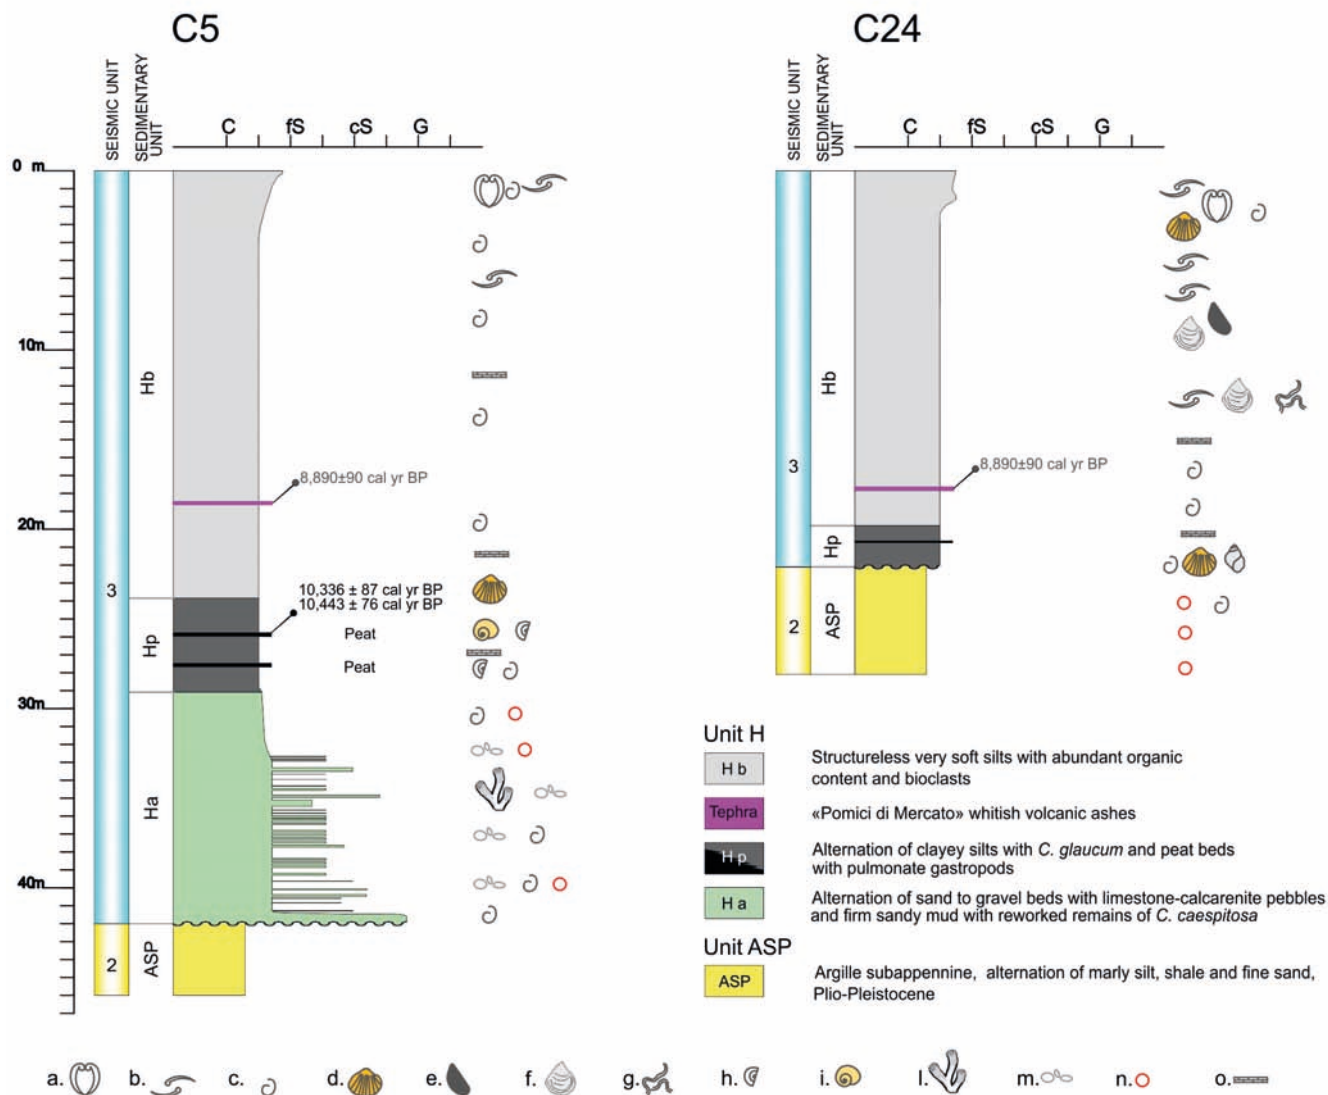 C5
C24
SEISMIC UNIT
SEDIMENTARY
UNIT
C fS cS G
SEISMIC UNIT
SEDIMENTARY
UNIT
C fS cS G
0 m
10m
20m
30m
40m
Hb
3
8,890±90 cal yr BP
10,336 ± 87 cal yr BP
10,443 ± 76 cal yr BP
Hp
Peat
Peat
Ha
2
ASP
Hb
3
8,890±90 cal yr BP
Hp
2
ASP
Unit H
H b
Structureless very soft silts with abundant organic
content and bioclasts
Tephra
«Pomici di Mercato» whitish volcanic ashes
H p
Alternation of clayey silts with C. glaucum and peat beds
with pulmonate gastropods
H a
Alternation of sand to gravel beds with limestone-calcarenite pebbles
and firm sandy mud with reworked remains of C. caespitosa
Unit ASP
ASP
Argille subappennine, alternation of marly silt, shale and fine sand,
Plio-Pleistocene
a. b. c. d. e. f. g. h. i. l. m. n. o.